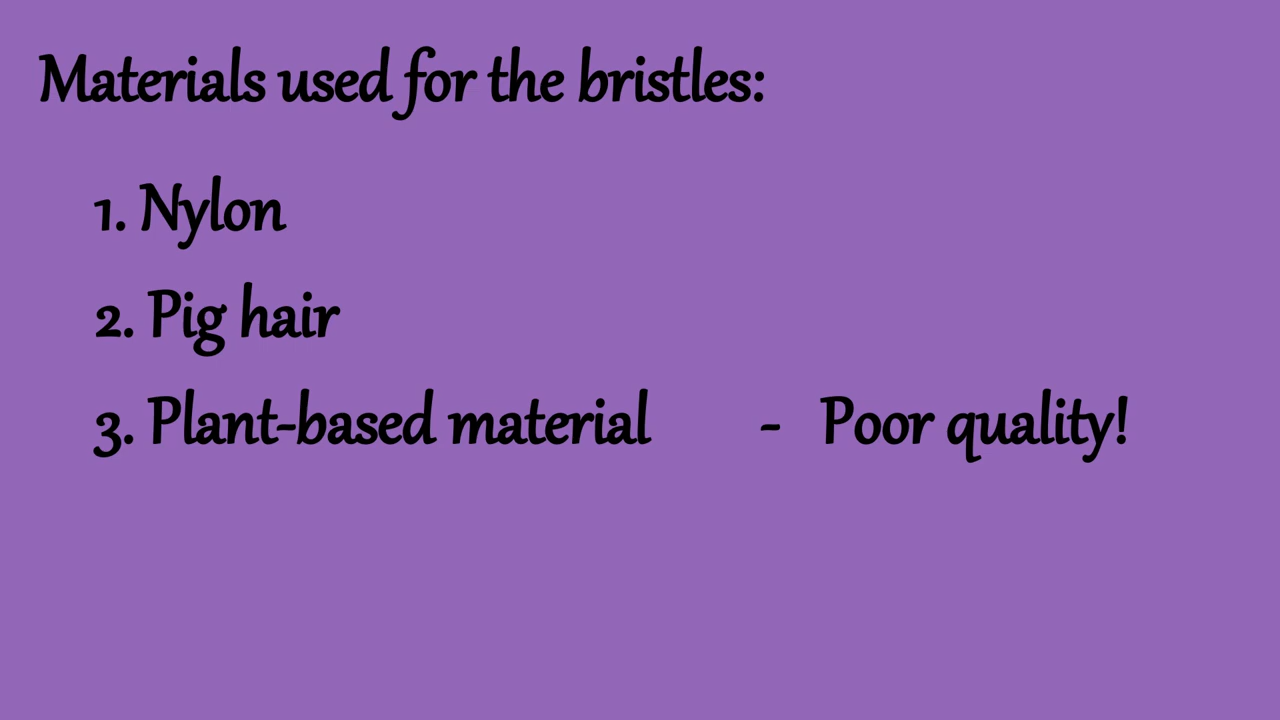 Materials used for the bristles:
1. Nylon
2. Pig hair
3. Plant-based material - Poor quality!